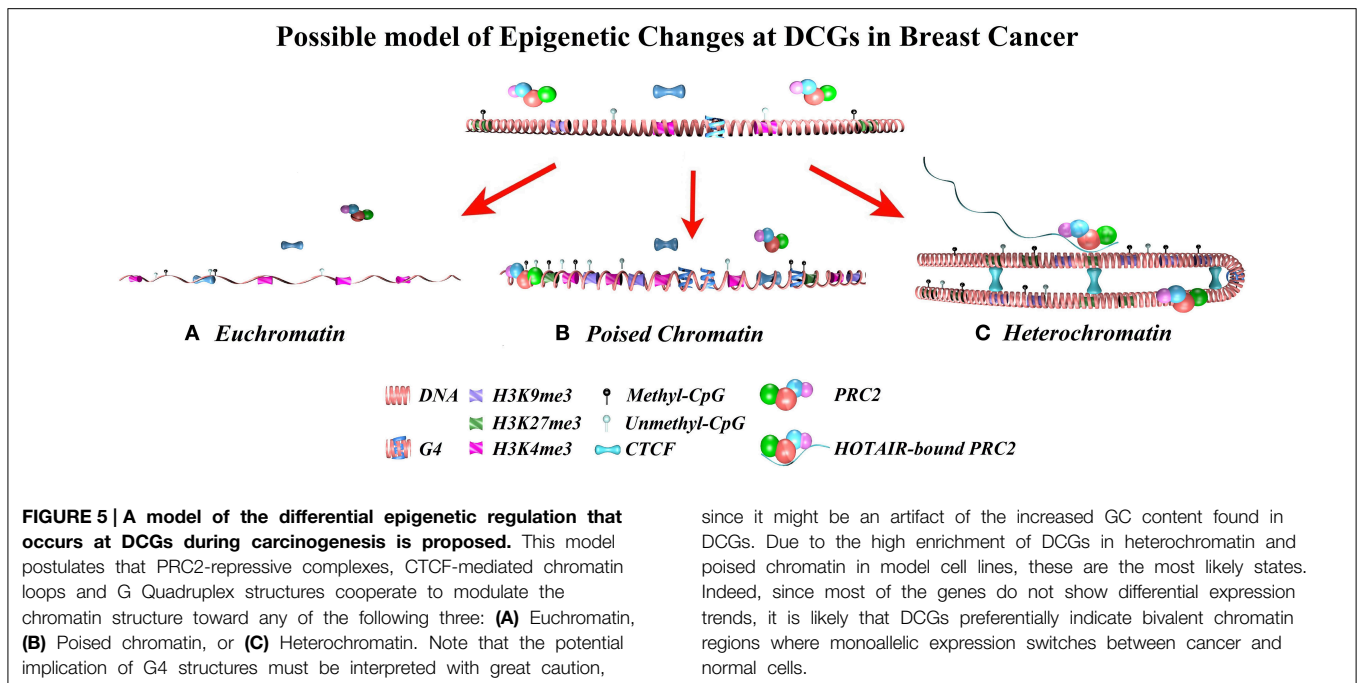 Possible model of Epigenetic Changes at DCGs in Breast Cancer
A Euchromatin
B Poised Chromatin
C Heterochromatin
DNA H3K9me3 Methyl-CpG PRC2
H3K27me3 Unmethyl-CpG
G4 H3K4me3 CTCF HOTAIR-bound PRC2
FIGURE 5 | A model of the differential epigenetic regulation that
occurs at DCGs during carcinogenesis is proposed. This model
postulates that PRC2-repressive complexes, CTCF-mediated chromatin
loops and G Quadruplex structures cooperate to modulate the
chromatin structure toward any of the following three: (A) Euchromatin,
(B) Poised chromatin, or (C) Heterochromatin. Note that the potential
implication of G4 structures must be interpreted with great caution,
since it might be an artifact of the increased GC content found in
DCGs. Due to the high enrichment of DCGs in heterochromatin and
poised chromatin in model cell lines, these are the most likely states.
Indeed, since most of the genes do not show differential expression
trends, it is likely that DCGs preferentially indicate bivalent chromatin
regions where monoallelic expression switches between cancer and
normal cells.